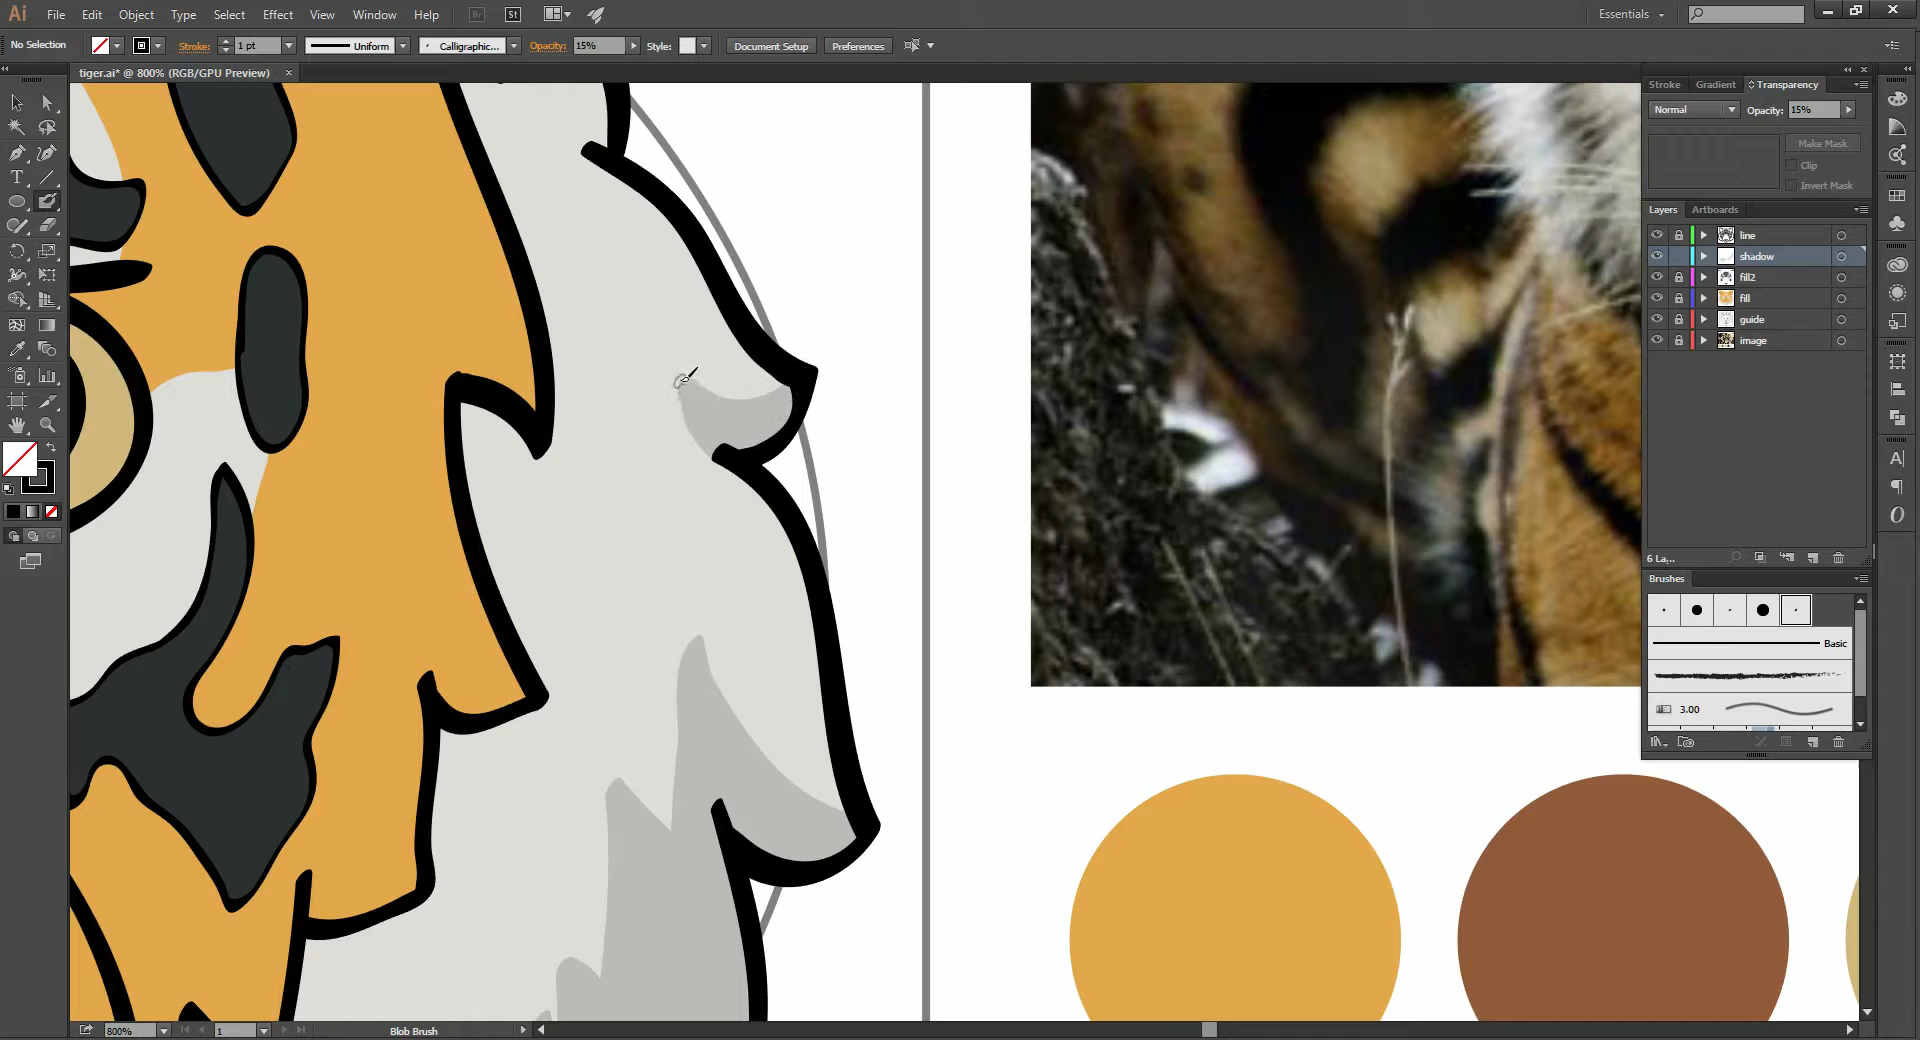 Ai File Edit Object Type Select Effect View Window Help Br St Essentials
No Selection Stroke: 1 pt Uniform Calligraphic... Opacity: 15% Style: Document Setup Preferences
tiger.ai* @ 800% (RGB/GPU Preview)
Stroke Gradient Transparency
Normal Opacity: 15%
Make Mask
Clip
Invert Mask
Layers Artboards
line
shadow
fill2
fill
guide
image
6 La...
Brushes
Basic
3.00
800% 1 Blob Brush